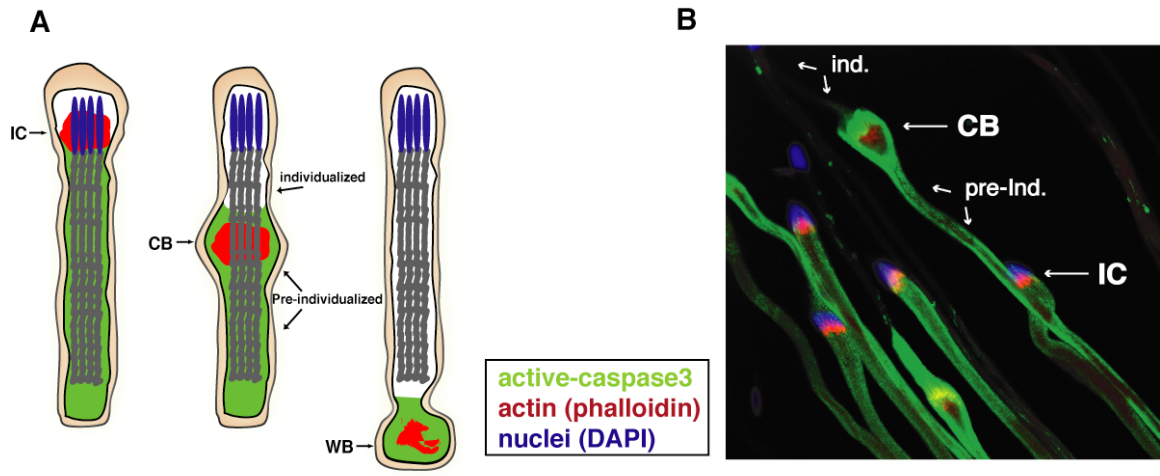 A
IC
individualized
CB
Pre-individualized
WB
active-caspase3
actin (phalloidin)
nuclei (DAPI)
B
ind.
CB
pre-Ind.
IC